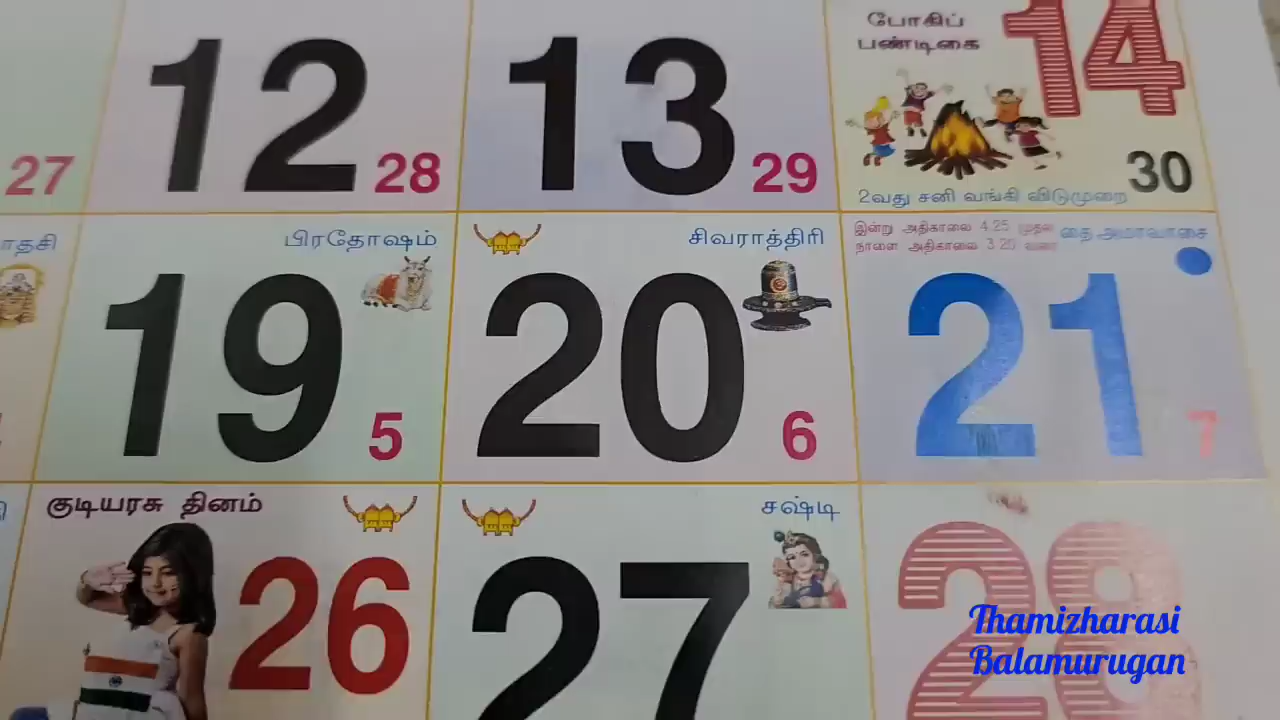 போகிப்
பண்டிகை
14
12
13
27
28
29
30
2வது சனி வங்கி விடுமுறை
ாதசி
பிரதோஷம்
சிவராத்திரி
இன்று அதிகாலை 4.25 முதல்
நாளை அதிகாலை 3.20 வரை
தை அமாவாசை
19
20
21
5
6
7
குடியரசு தினம்
சஷ்டி
26
27
28
Thamizharasi
Balamurugan